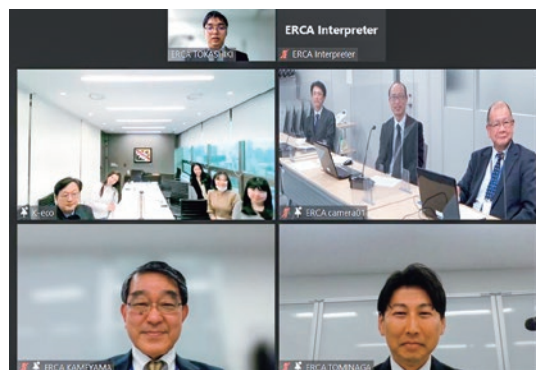 ERCA Interpreter
ERCA TOKASHIKI
ERCA Interpreter
K-eco
ERCA camera01
ERCA KAMEYAMA
ERCA TOMINAGA